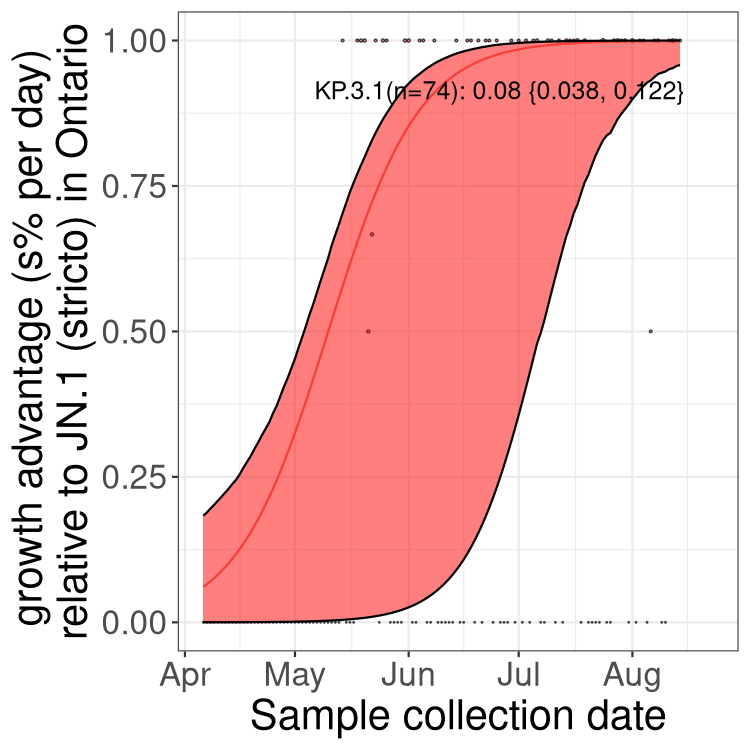 growth advantage (s% per day)
relative to JN.1 (stricto) in Ontario
1.00
0.75
0.50
0.25
0.00
KP.3.1(n=74): 0.08 {0.038, 0.122}
Apr May Jun Jul Aug
Sample collection date